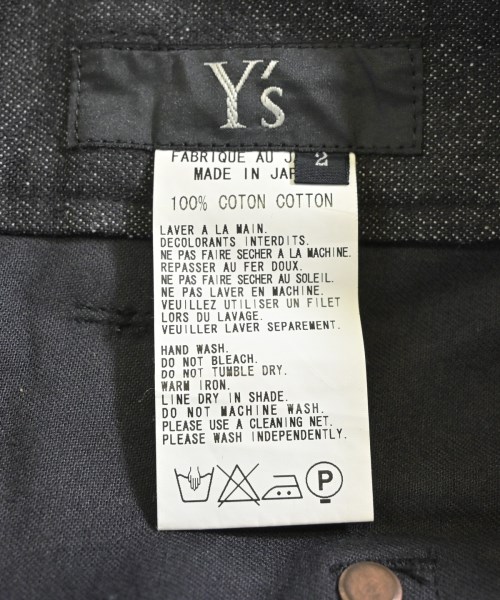 Y's
2
FABRIQUE AU
MADE IN
100% COTON COTTON
LAVER A LA MAIN.
DECOLORANTS INTERDITS.
NE PAS FAIRE SECHER A LA MACHINE.
REPASSER AU FER DOUX.
NE PAS FAIRE SECHER AU SOLEIL.
NE PAS LAVER EN MACHINE.
VEUILLEZ UTILISER UN FILET
LORS DU LAVAGE.
VEUILLER LAVER SEPAREMENT.
HAND WASH.
DO NOT BLEACH.
DO NOT TUMBLE DRY.
WARM IRON.
LINE DRY IN SHADE.
DO NOT MACHINE WASH.
PLEASE USE A CLEANING NET.
PLEASE WASH INDEPENDENTLY.
P